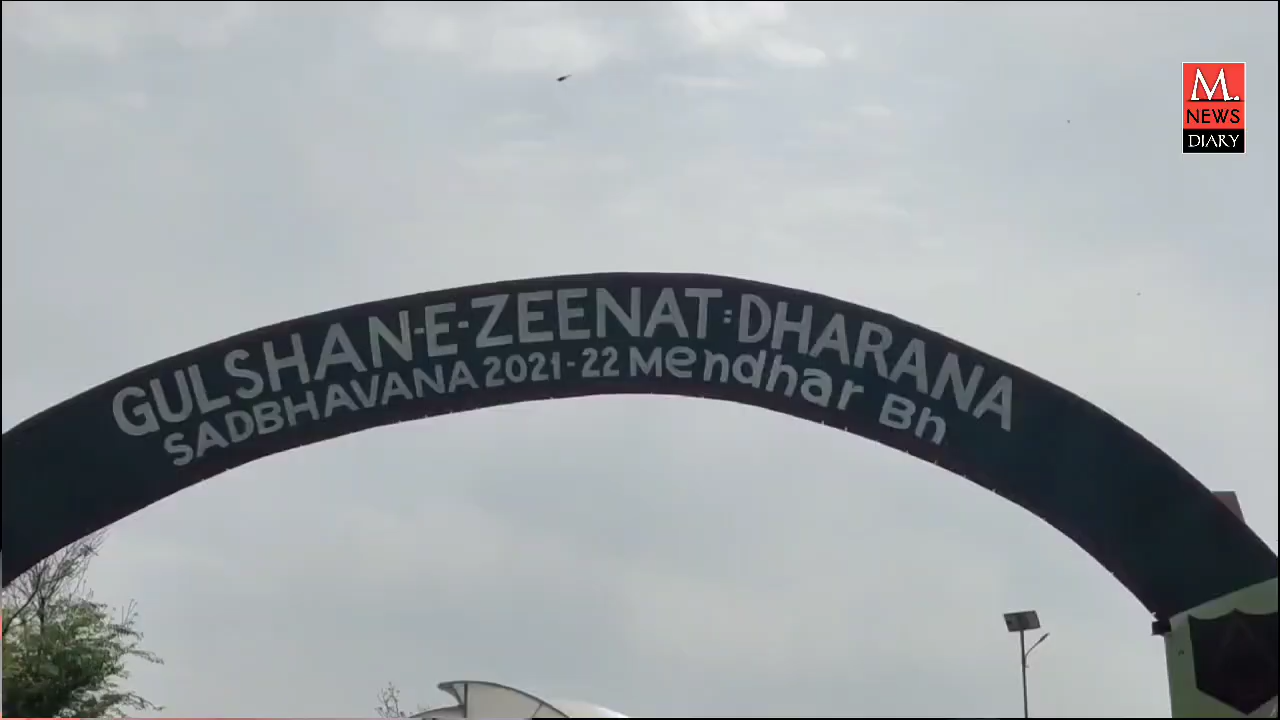 GULSHAN-E-ZEENAT:DHARANA
SADBHAVANA 2021-22 Mendhar Bn
M.
NEWS
DIARY